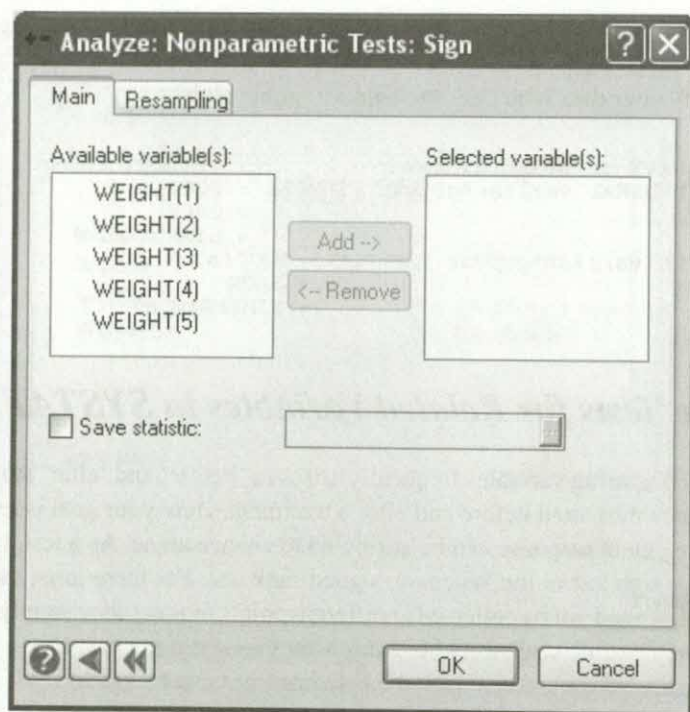 Analyze: Nonparametric Tests: Sign
Main
Resampling
Available variable(s):
Selected variable(s):
WEIGHT(1)
WEIGHT(2)
WEIGHT(3)
WEIGHT(4)
WEIGHT(5)
Add -->
<-- Remove
Save statistic:
OK
Cancel